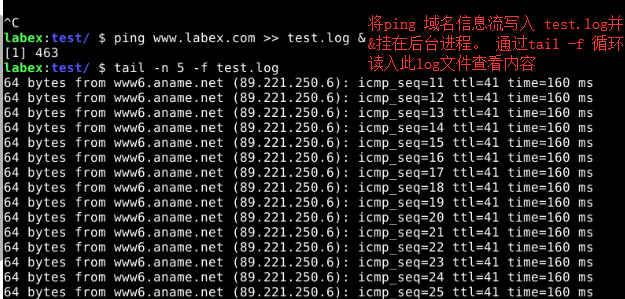 ^C
labex:test/ $ ping www.labex.com >> test.log &
[1] 463
labex:test/ $ tail -n 5 -f test.log
将ping 域名信息流写入 test.log并
&挂在后台进程。 通过tail -f 循环
读入此log文件查看内容
64 bytes from www6.aname.net (89.221.250.6): icmp_seq=11 ttl=41 time=160 ms
64 bytes from www6.aname.net (89.221.250.6): icmp_seq=12 ttl=41 time=160 ms
64 bytes from www6.aname.net (89.221.250.6): icmp_seq=13 ttl=41 time=160 ms
64 bytes from www6.aname.net (89.221.250.6): icmp_seq=14 ttl=41 time=160 ms
64 bytes from www6.aname.net (89.221.250.6): icmp_seq=15 ttl=41 time=160 ms
64 bytes from www6.aname.net (89.221.250.6): icmp_seq=16 ttl=41 time=160 ms
64 bytes from www6.aname.net (89.221.250.6): icmp_seq=17 ttl=41 time=160 ms
64 bytes from www6.aname.net (89.221.250.6): icmp_seq=18 ttl=41 time=160 ms
64 bytes from www6.aname.net (89.221.250.6): icmp_seq=19 ttl=41 time=160 ms
64 bytes from www6.aname.net (89.221.250.6): icmp_seq=20 ttl=41 time=160 ms
64 bytes from www6.aname.net (89.221.250.6): icmp_seq=21 ttl=41 time=160 ms
64 bytes from www6.aname.net (89.221.250.6): icmp_seq=22 ttl=41 time=160 ms
64 bytes from www6.aname.net (89.221.250.6): icmp_seq=23 ttl=41 time=160 ms
64 bytes from www6.aname.net (89.221.250.6): icmp_seq=24 ttl=41 time=160 ms
64 bytes from www6.aname.net (89.221.250.6): icmp_seq=25 ttl=41 time=160 ms